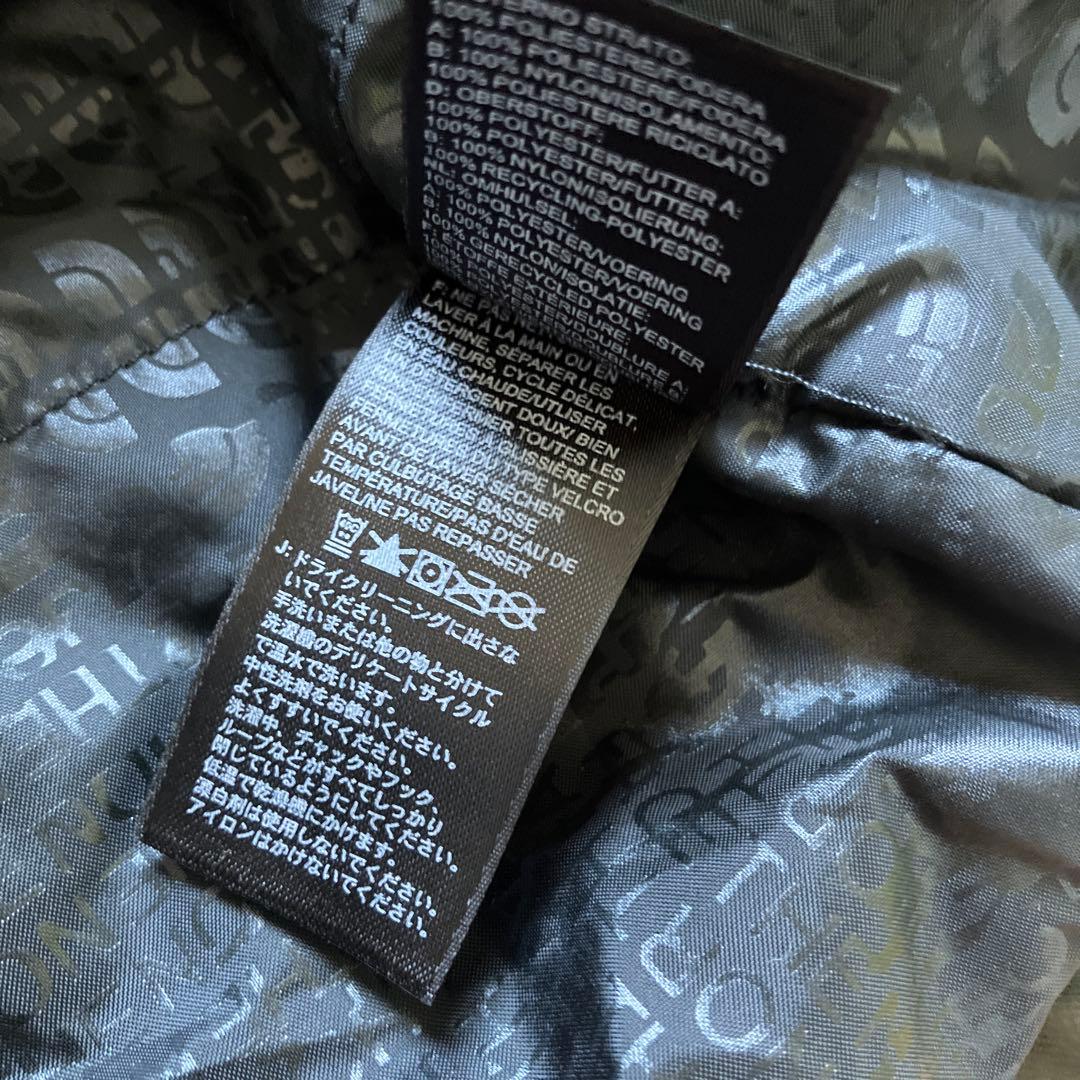 STERNO STRATO:
100% POLIESTERE/FODERA
A: 100% POLIESTERE/FODERA
B: 100% NYLON/ISOLAMENTO:
100% POLIESTERE RICICLATO
D: OBERSTOFF:
100% POLYESTER/FUTTER A:
100% POLYESTER/FUTTER
B: 100% NYLON/ISOLIERUNG:
100% RECYCLING-POLYESTER
NL: OMHULSEL:
100% POLYESTER/VOERING
A: 100% POLYESTER/VOERING
B: 100% NYLON/ISOLATIE:
100% GERECYCLED POLYESTER
F: NE PAS
LAVER À LA MAIN OU EN
MACHINE, SÉPARER LES
COULEURS, CYCLE DÉLICAT,
EAU CHAUDE/UTLISER
AGENT DOUX/ BIEN
FERMER TOUTES LES
GLISSIÈRE ET
TYPE VELCRO
AVANT DE LAVER/SÉCHER
PAR CULBUTAGE BASSE
TEMPÉRATURE/PAS D'EAU DE
JAVELINE PAS REPASSER
J: ドライクリーニングに出さな
いでください。
手洗いまたは他の物と分けて
洗濯機のデリケートサイクル
で温水で洗います。
中性洗剤をお使いください。
よくすすいでください。
洗濯中、チャックやフック、
ループなどがすべてしっかり
閉じているようにしてください。
低温で乾燥機にかけます。
漂白剤は使用しないでください。
アイロンはかけないでください。